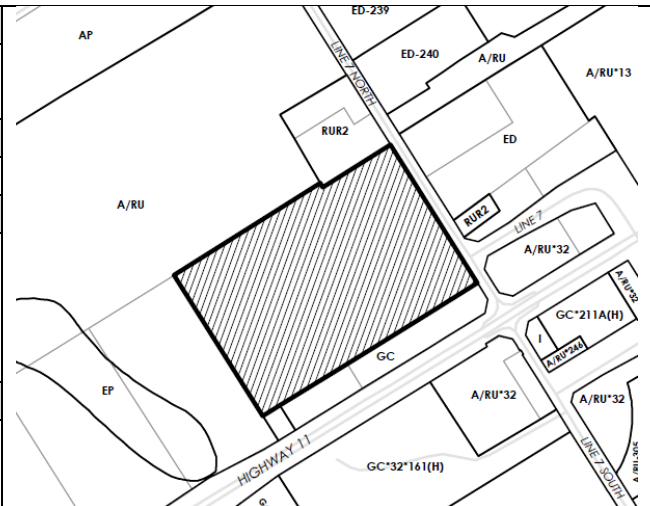 ED-239
AP
ED-240
A/RU
LINE 7 NORTH
A/RU*13
RUR2
ED
A/RU
RUR2
LINE 7
A/RU*32
A/RU*32
GC*211A(H)
I
A/RU*246
GC
EP
A/RU*32
A/RU*32
HIGHWAY 11
GC*32*161(H)
LINE 7 SOUTH
A/RU-305
G